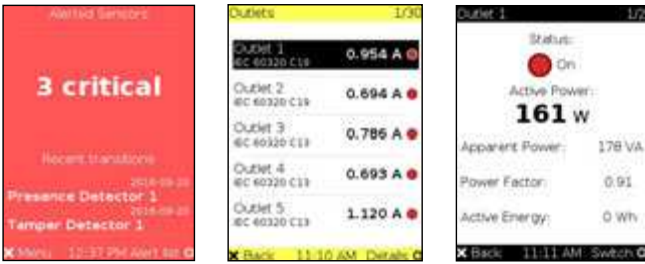 Alerted Sensors
3 critical
Recent transitions
Presence Detector 1
Tamper Detector 1
Menu 12:37 PM Alert list
Outlets 1/30
Outlet 1
IEC 60320 C19
0.954 A
Outlet 2
IEC 60320 C19
0.694 A
Outlet 3
IEC 60320 C13
0.786 A
Outlet 4
IEC 60320 C13
0.693 A
Outlet 5
IEC 60320 C13
1.120 A
Back 11:10 AM Details
Outlet 1 1/2
Status:
On
Active Power:
161 W
Apparent Power: 178 VA
Power Factor: 0.91
Active Energy: 0 Wh
Back 11:11 AM Switch